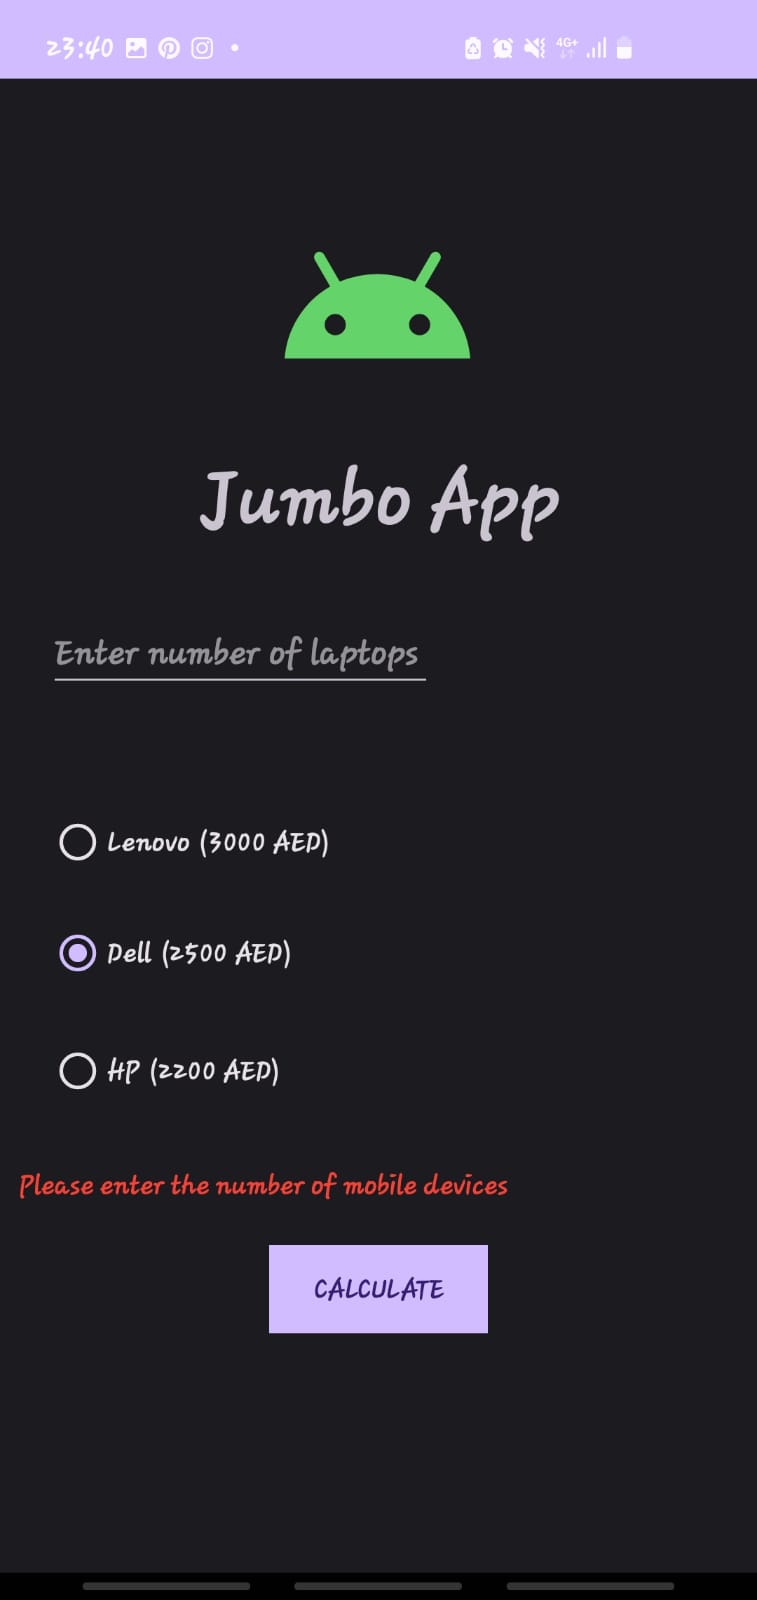 23:40
4G+
Jumbo App
Enter number of laptops
Lenovo (3000 AED)
Dell (2500 AED)
HP (2200 AED)
Please enter the number of mobile devices
CALCULATE